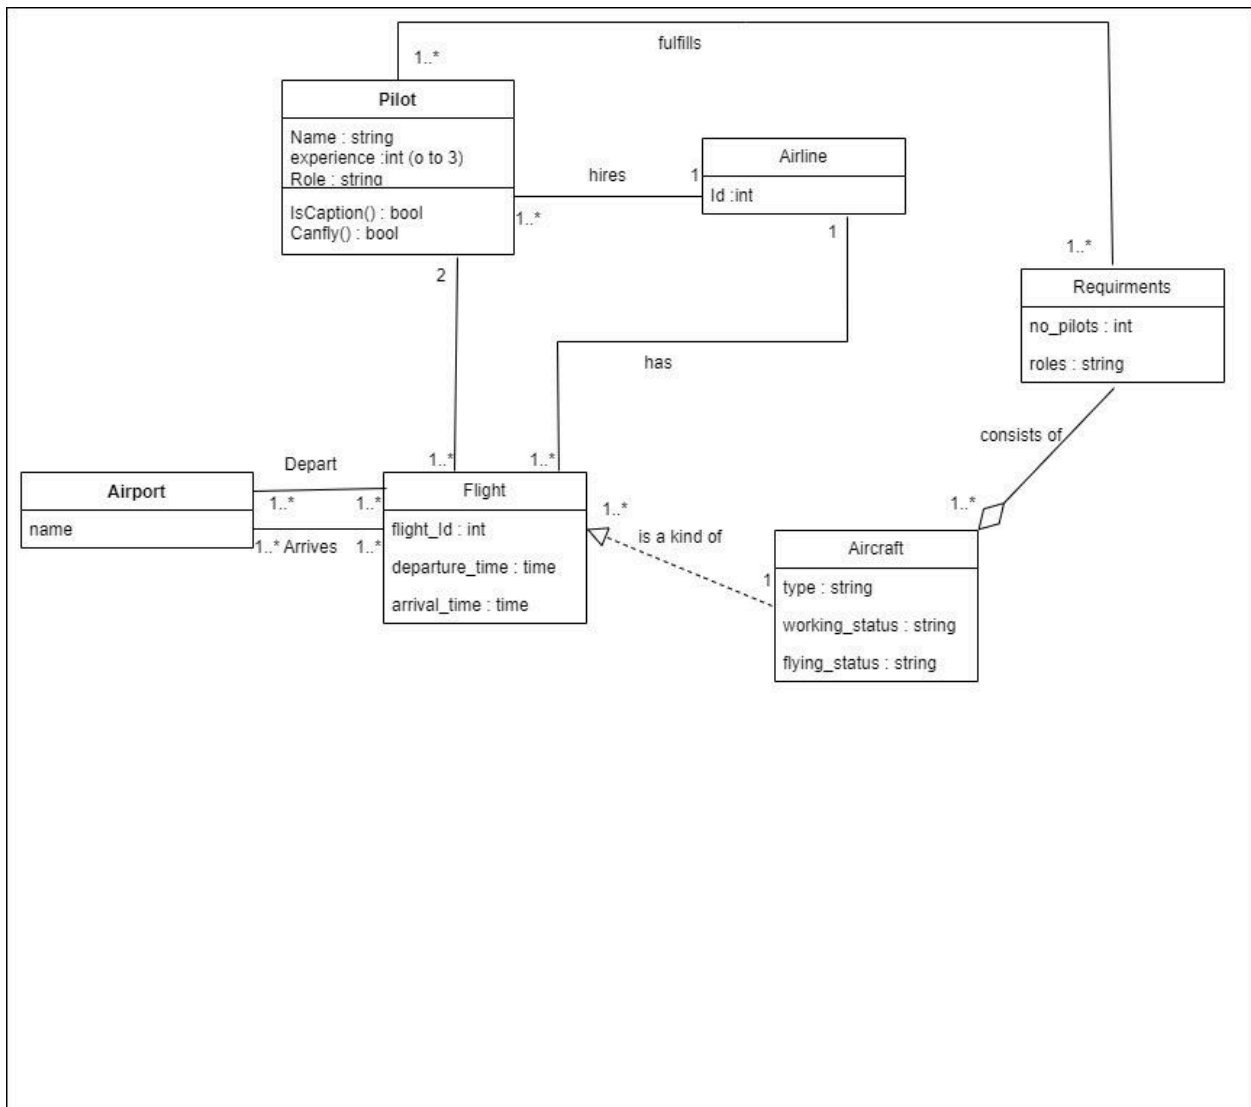 fulfills
1..*
Pilot
Name : string
experience :int (o to 3)
Role : string
IsCaption() : bool
Canfly() : bool
hires
1
1..*
Airline
Id :int
1
2
1..*
Requirments
no_pilots : int
roles : string
has
consists of
1..*
1..*
Depart
1..*
1..*
Airport
name
1..* Arrives
1..*
Flight
flight_Id : int
departure_time : time
arrival_time : time
1..*
is a kind of
1
1..*
Aircraft
type : string
working_status : string
flying_status : string